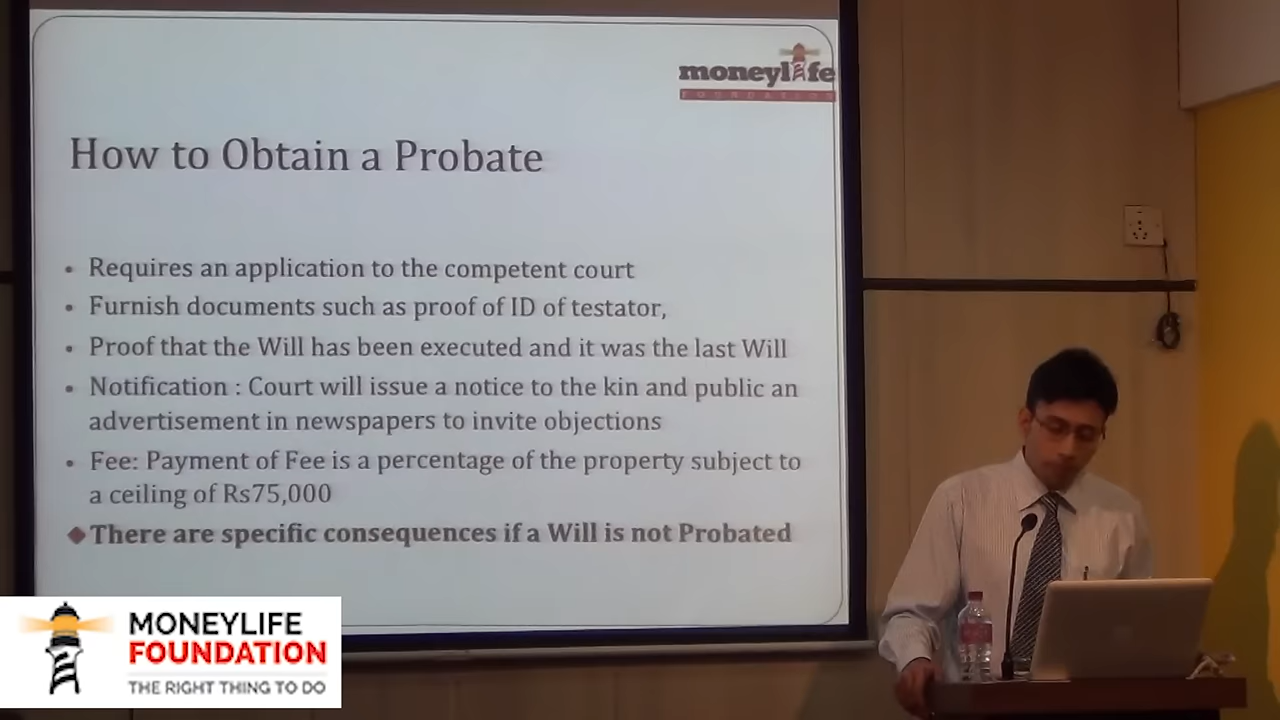 moneylife
FOUNDATION
How to Obtain a Probate
• Requires an application to the competent court
• Furnish documents such as proof of ID of testator,
• Proof that the Will has been executed and it was the last Will
• Notification : Court will issue a notice to the kin and public an
advertisement in newspapers to invite objections
• Fee: Payment of Fee is a percentage of the property subject to
a ceiling of Rs75,000
◆There are specific consequences if a Will is not Probated
MONEYLIFE
FOUNDATION
THE RIGHT THING TO DO